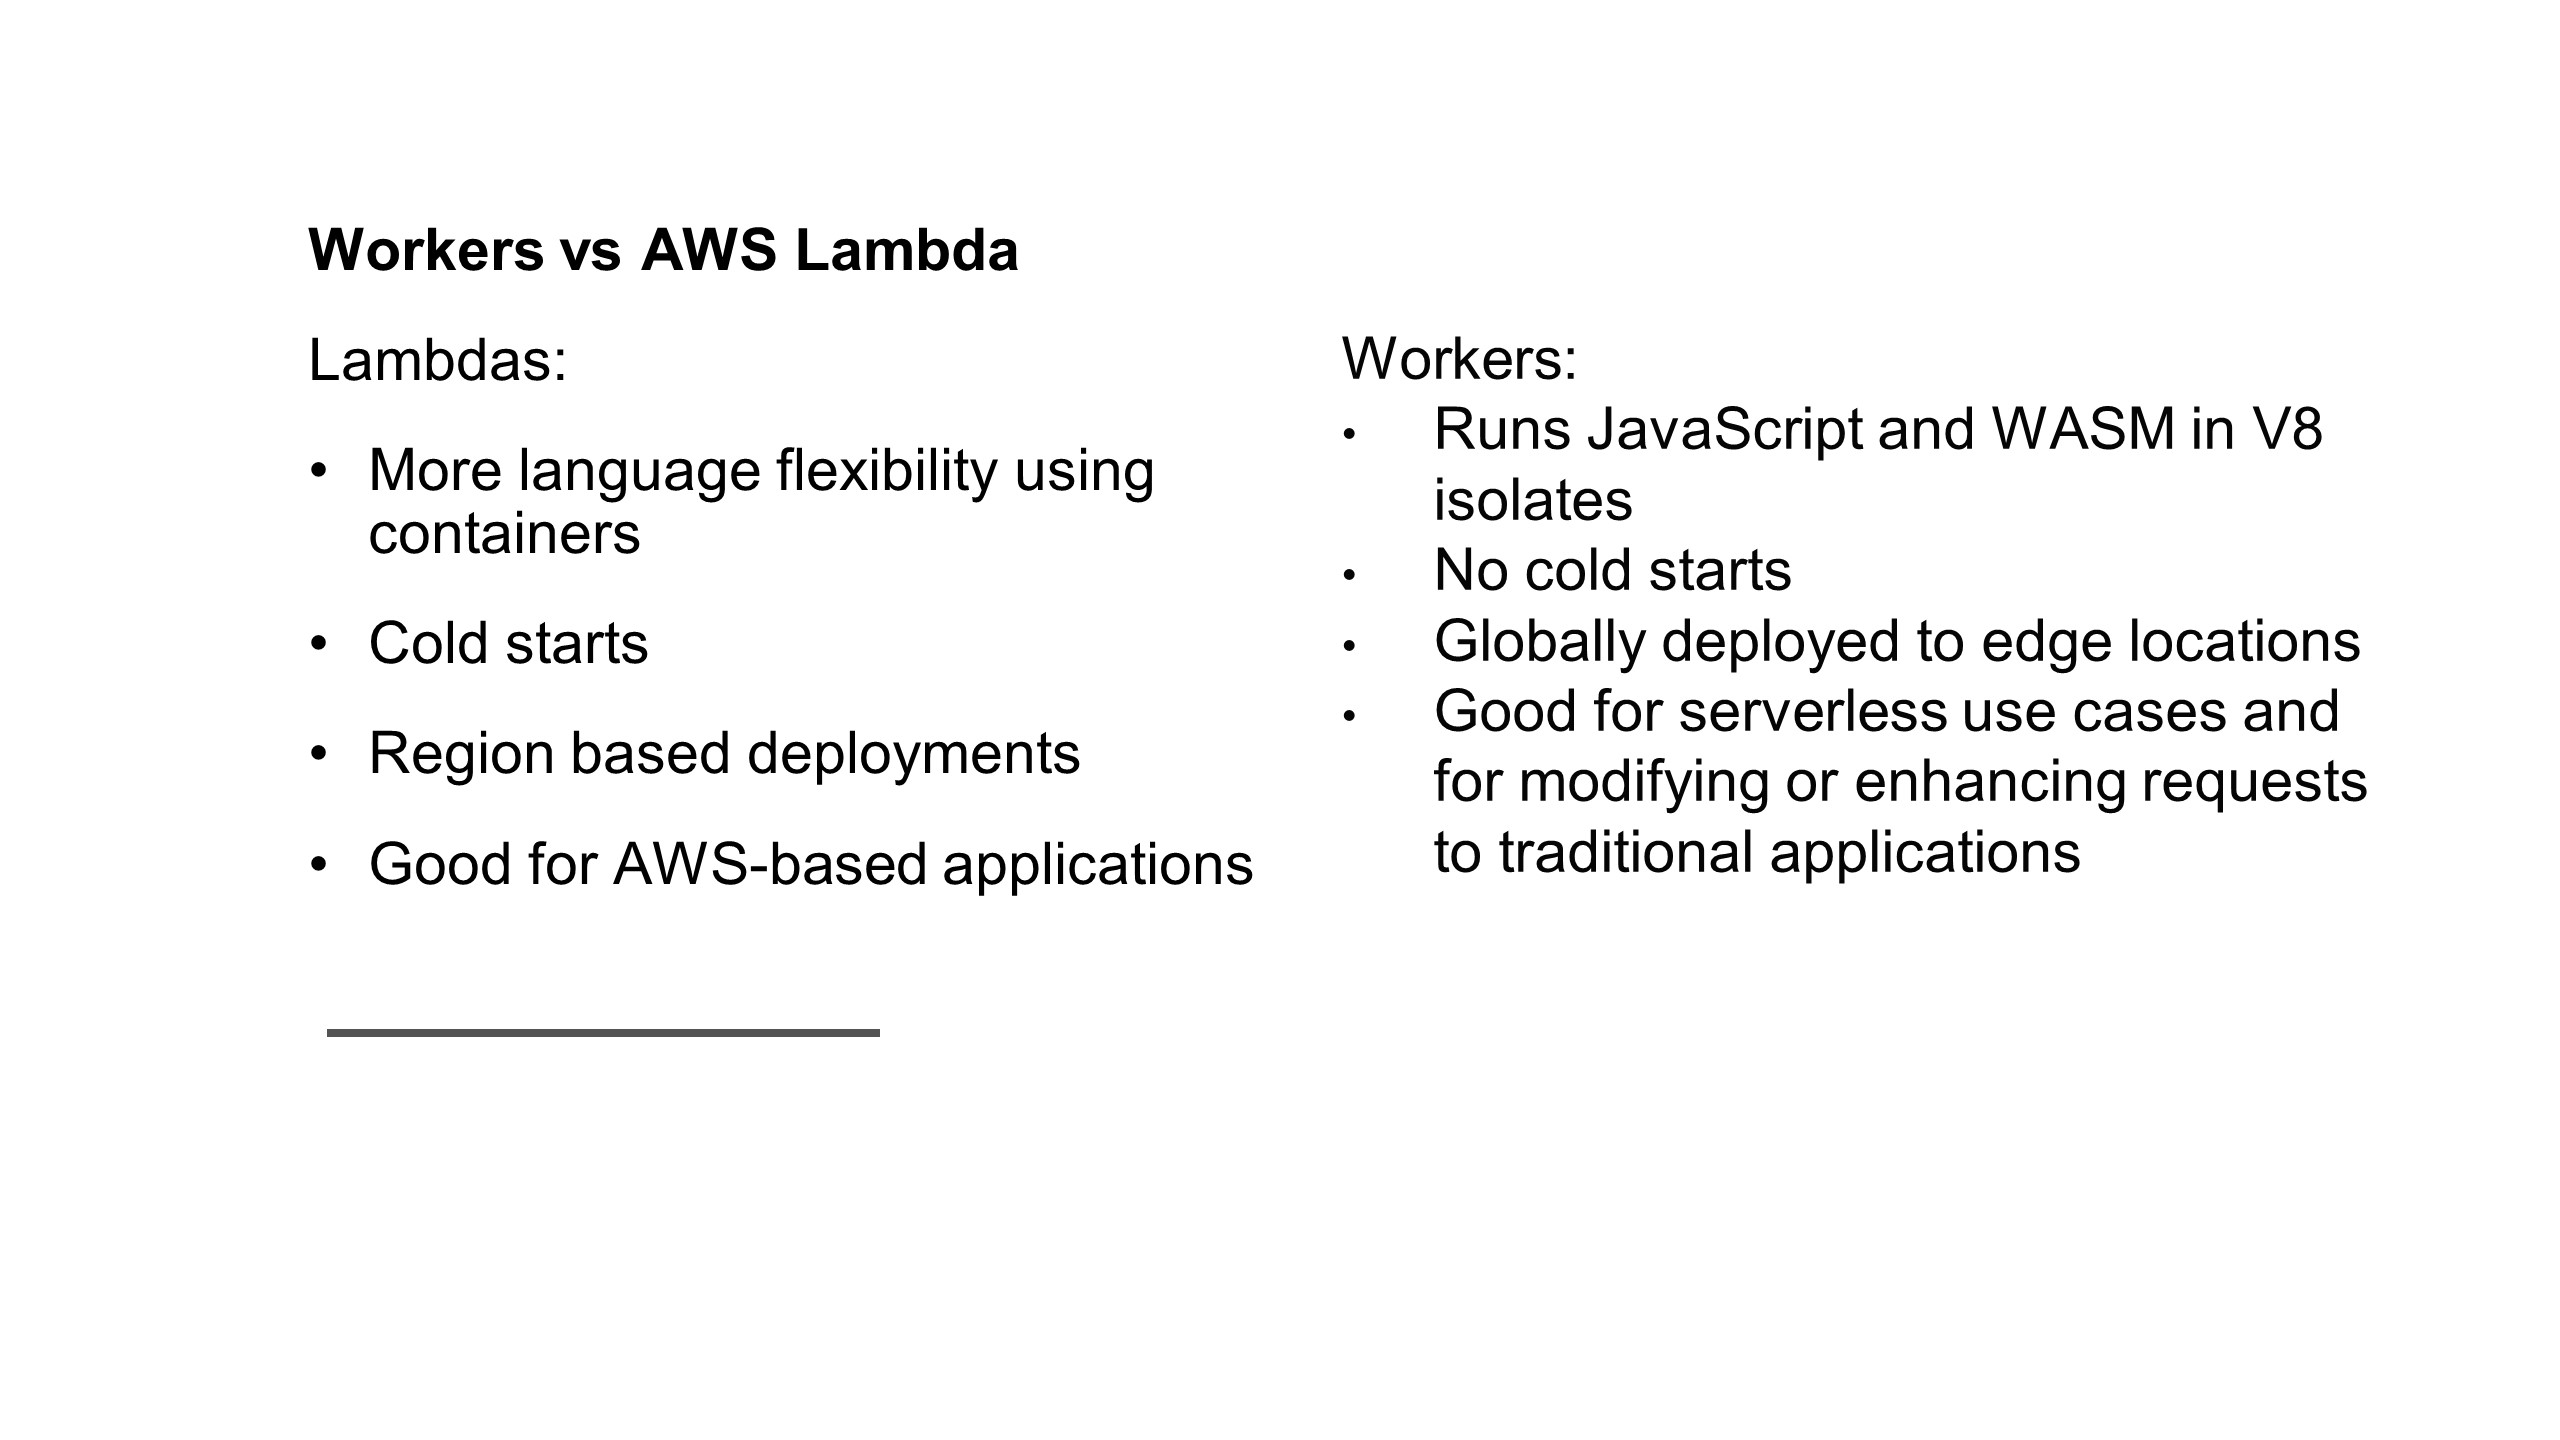 Workers vs AWS Lambda
Lambdas:
• More language flexibility using
containers
• Cold starts
• Region based deployments
• Good for AWS-based applications
Workers:
• Runs JavaScript and WASM in V8
isolates
• No cold starts
• Globally deployed to edge locations
• Good for serverless use cases and
for modifying or enhancing requests
to traditional applications